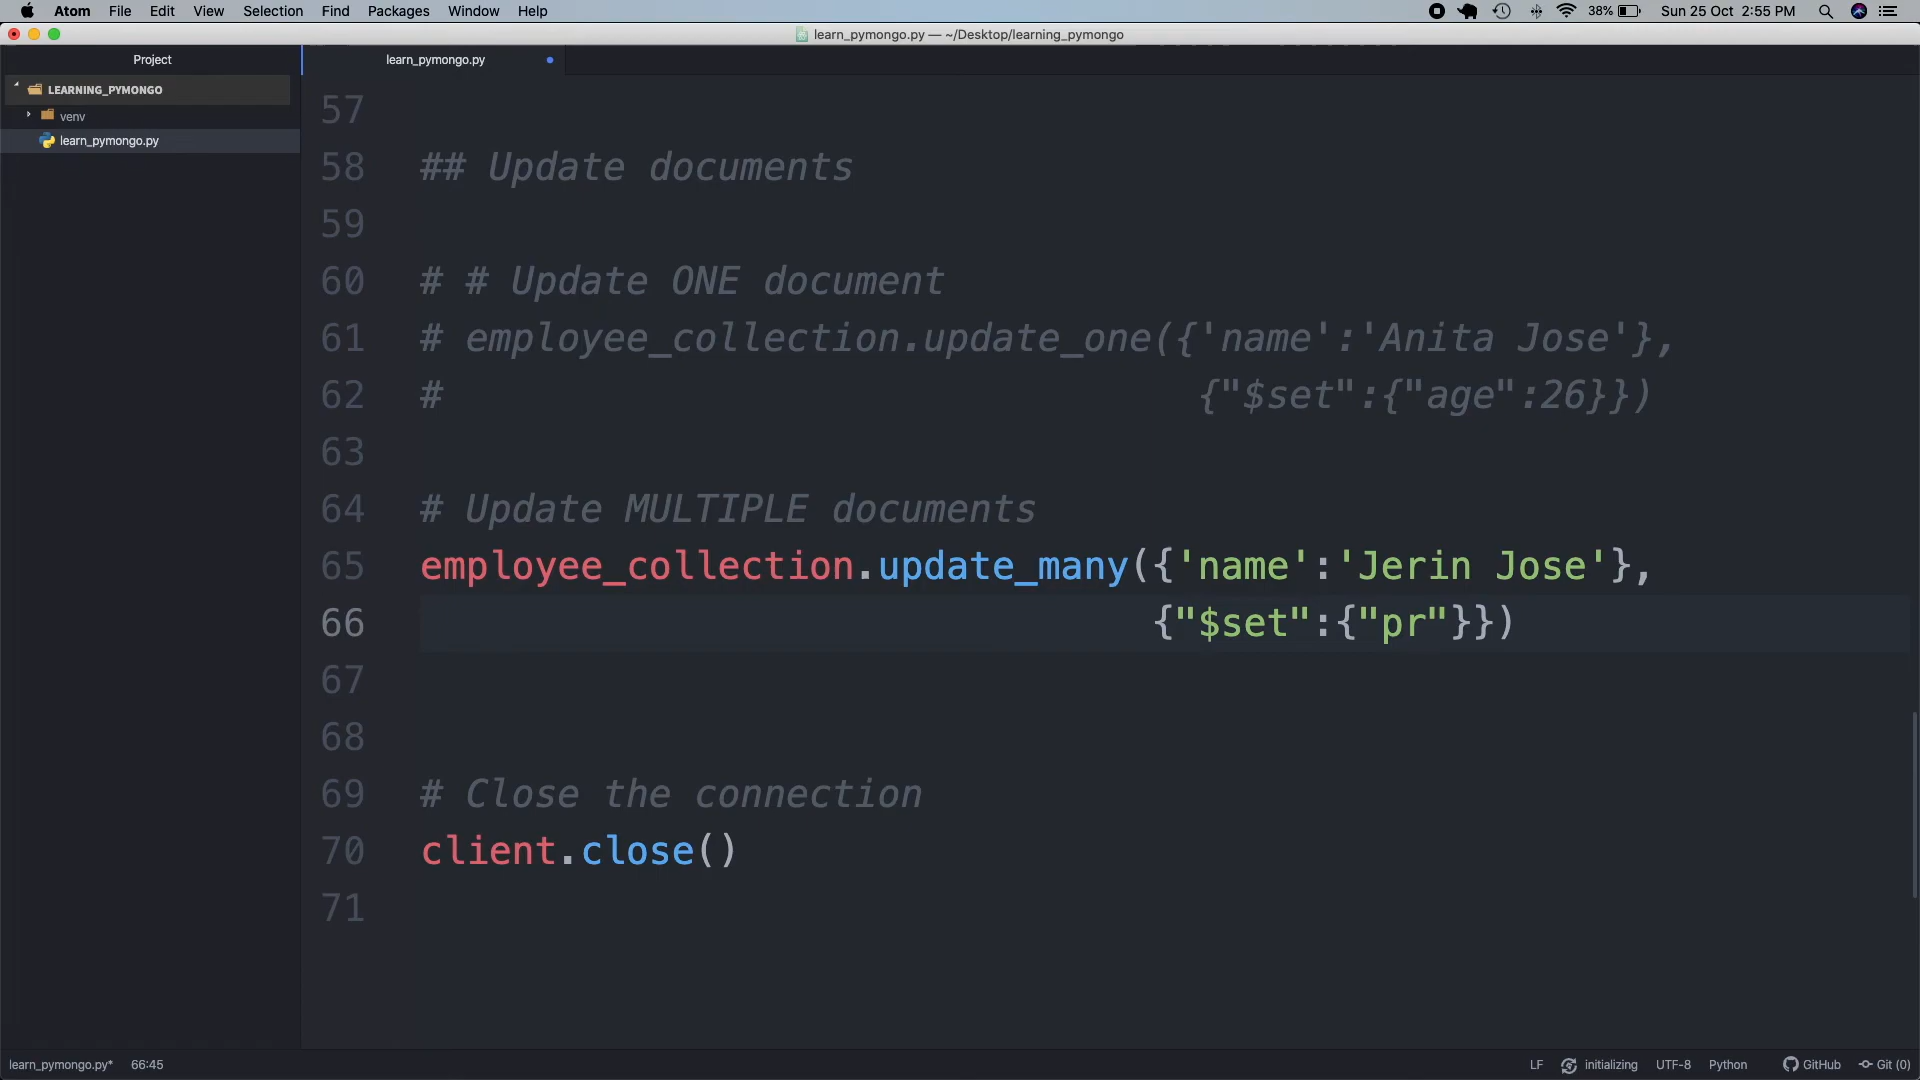 Atom File Edit View Selection Find Packages Window Help 38% Sun 25 Oct 2:55 PM
learn_pymongo.py — ~/Desktop/learning_pymongo
Project
learn_pymongo.py
LEARNING_PYMONGO
venv
learn_pymongo.py
57
58 ## Update documents
59
60 # # Update ONE document
61 # employee_collection.update_one({'name':'Anita Jose'},
62 # {"$set":{"age":26}})
63
64 # Update MULTIPLE documents
65 employee_collection.update_many({'name':'Jerin Jose'},
66 {"$set":{"pr"}})
67
68
69 # Close the connection
70 client.close()
71
learn_pymongo.py* 66:45 LF initializing UTF-8 Python GitHub Git (0)